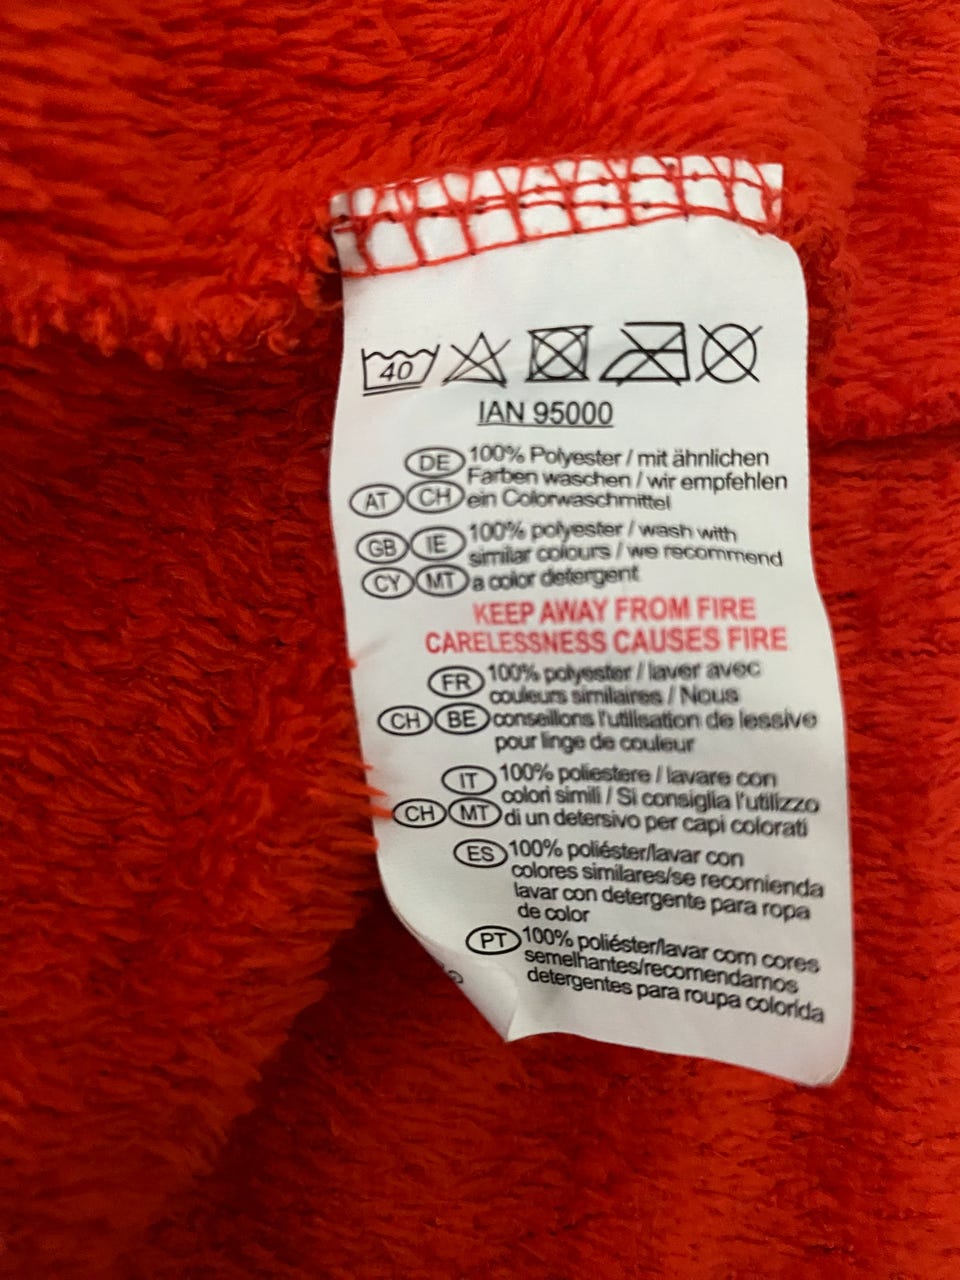 40
IAN 95000
DE 100% Polyester / mit ähnlichen
Farben waschen / wir empfehlen
AT CH ein Colorwaschmittel
GB IE 100% polyester / wash with
similar colours / we recommend
CY MT a color detergent
KEEP AWAY FROM FIRE
CARELESSNESS CAUSES FIRE
FR 100% polyester / laver avec
couleurs similaires / Nous
CH BE conseillons l'utilisation de lessive
pour linge de couleur
IT 100% poliestere / lavare con
colori simili / Si consiglia l'utilizzo
CH MT di un detersivo per capi colorati
ES 100% poliéster/lavar con
colores similares/se recomienda
lavar con detergente para ropa
de color
PT 100% poliéster/lavar com cores
semelhantes/recomendamos
detergentes para roupa colorida